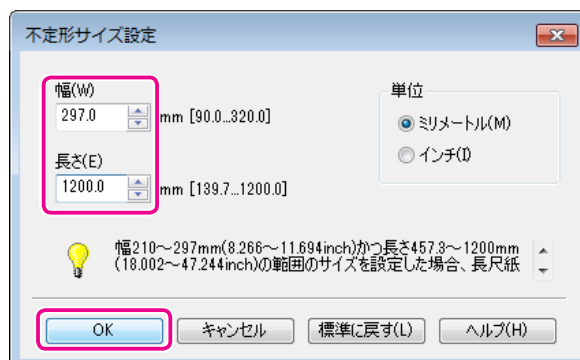 不定形サイズ設定
幅(W)
297.0 mm [90.0...320.0]
長さ(E)
1200.0 mm [139.7...1200.0]
単位
ミリメートル(M)
インチ(I)
幅210～297mm(8.266～11.694inch)かつ長さ457.3～1200mm
(18.002～47.244inch)の範囲のサイズを設定した場合、長尺紙
OK キャンセル 標準に戻す(L) ヘルプ(H)